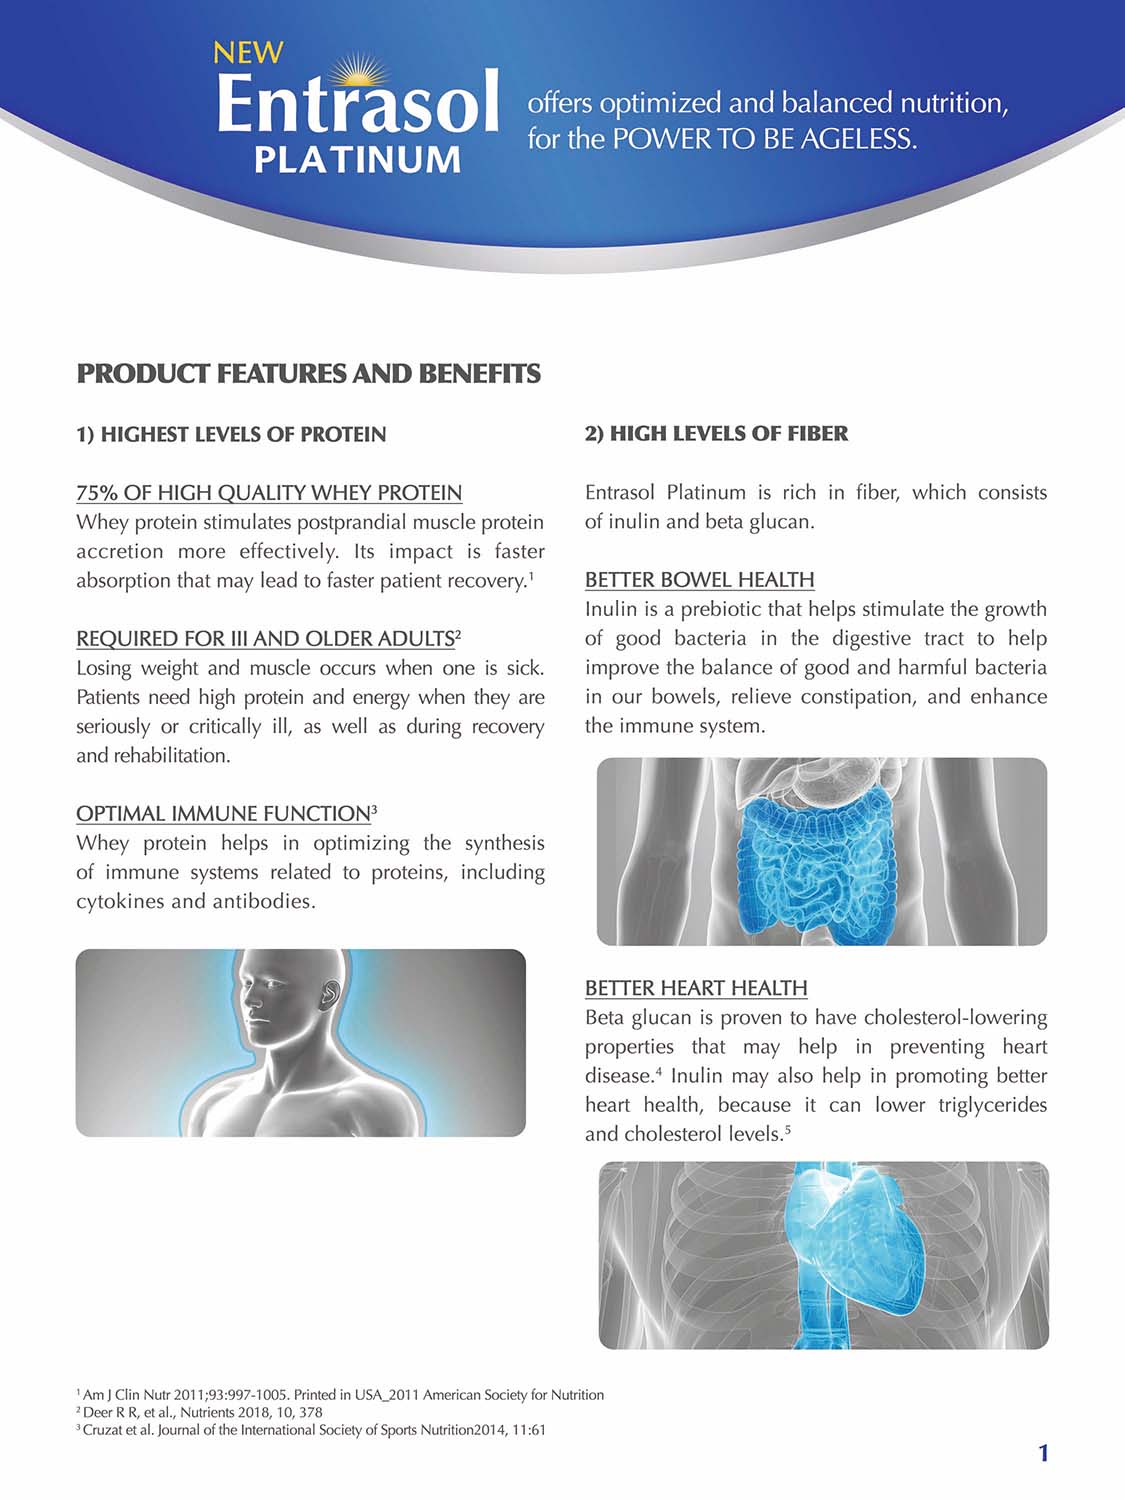 NEW
Entrasol
PLATINUM
offers optimized and balanced nutrition,
for the POWER TO BE AGELESS.
PRODUCT FEATURES AND BENEFITS
1) HIGHEST LEVELS OF PROTEIN
75% OF HIGH QUALITY WHEY PROTEIN
Whey protein stimulates postprandial muscle protein
accretion more effectively. Its impact is faster
absorption that may lead to faster patient recovery.¹
REQUIRED FOR Ill AND OLDER ADULTS²
Losing weight and muscle occurs when one is sick.
Patients need high protein and energy when they are
seriously or critically ill, as well as during recovery
and rehabilitation.
OPTIMAL IMMUNE FUNCTION³
Whey protein helps in optimizing the synthesis
of immune systems related to proteins, including
cytokines and antibodies.
2) HIGH LEVELS OF FIBER
Entrasol Platinum is rich in fiber, which consists
of inulin and beta glucan.
BETTER BOWEL HEALTH
Inulin is a prebiotic that helps stimulate the growth
of good bacteria in the digestive tract to help
improve the balance of good and harmful bacteria
in our bowels, relieve constipation, and enhance
the immune system.
BETTER HEART HEALTH
Beta glucan is proven to have cholesterol-lowering
properties that may help in preventing heart
disease.⁴ Inulin may also help in promoting better
heart health, because it can lower triglycerides
and cholesterol levels.⁵
¹ Am J Clin Nutr 2011;93:997-1005. Printed in USA_2011 American Society for Nutrition
² Deer R R, et al., Nutrients 2018, 10, 378
³ Cruzat et al. Journal of the International Society of Sports Nutrition2014, 11:61
1